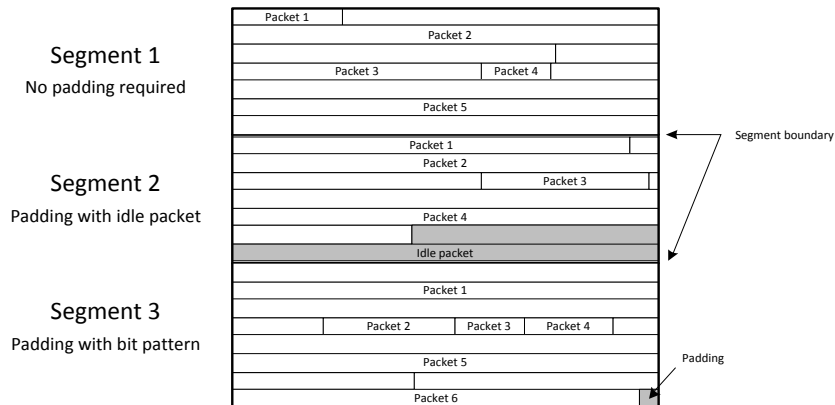 Packet 1
Packet 2
Segment 1
No padding required
Packet 3 Packet 4
Packet 5
Segment boundary
Packet 1
Packet 2
Segment 2
Padding with idle packet
Packet 3
Packet 4
Idle packet
Segment 3
Padding with bit pattern
Packet 1
Packet 2 Packet 3 Packet 4
Packet 5
Padding
Packet 6